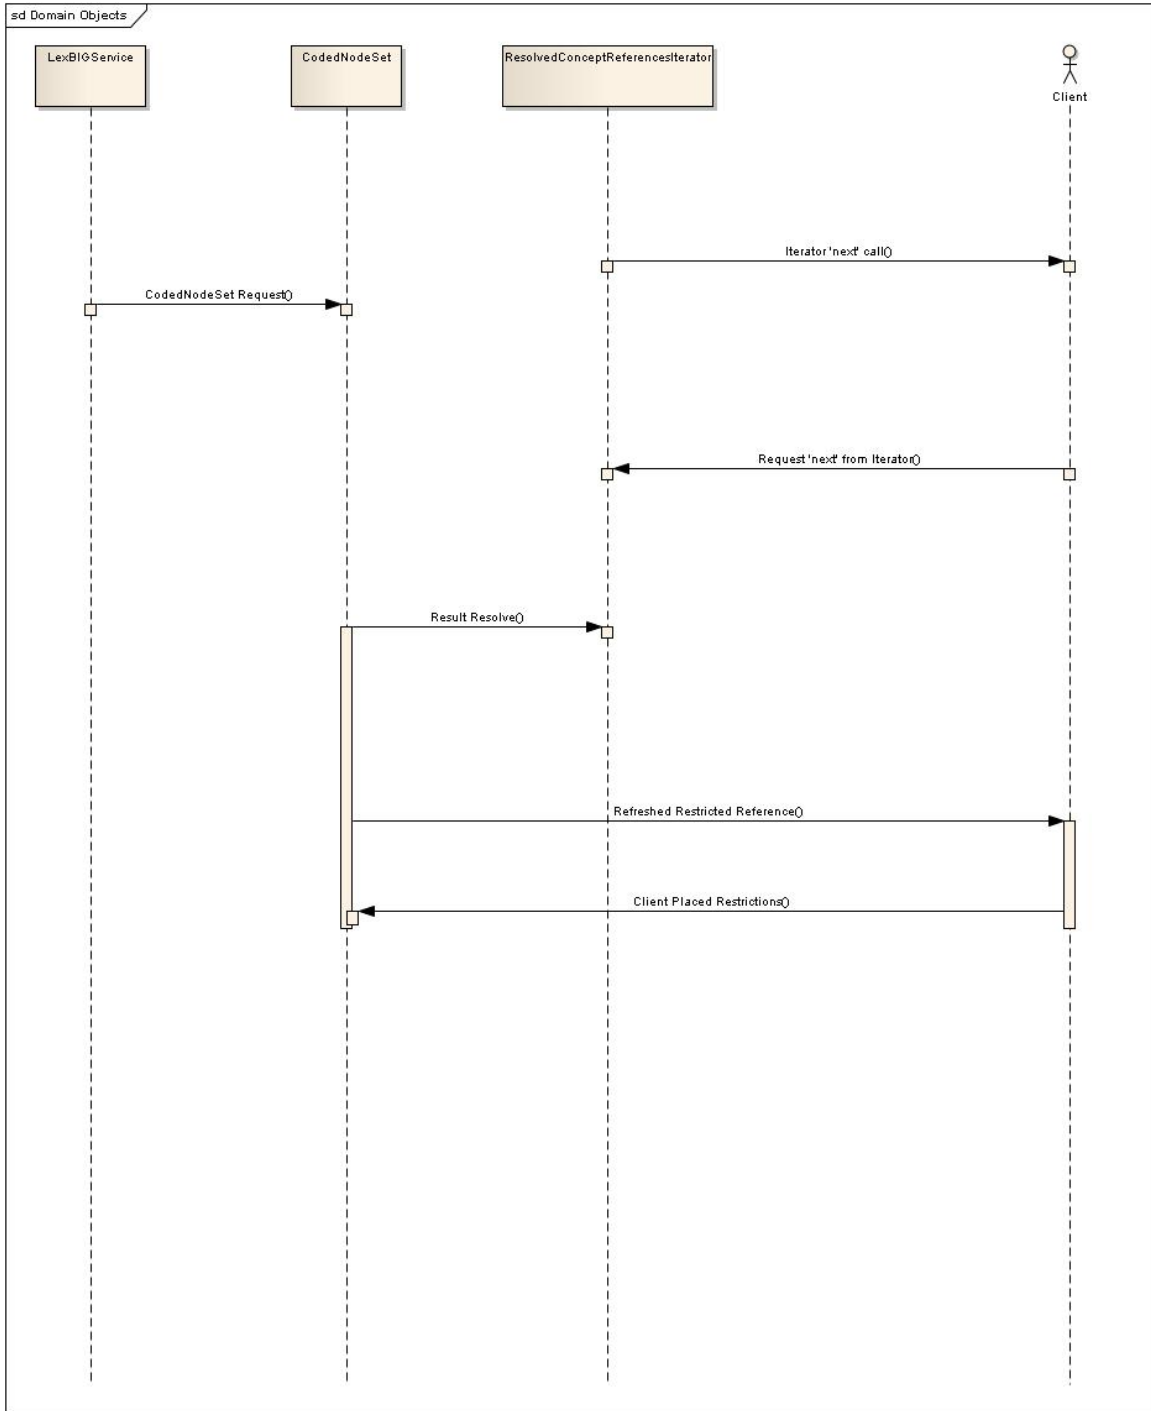 sd Domain Objects
LexBIGService
CodedNodeSet
ResolvedConceptReferencesIterator
Client
Iterator 'next' call()
CodedNodeSet Request()
Request 'next' from Iterator()
Result Resolve()
Refreshed Restricted Reference()
Client Placed Restrictions()